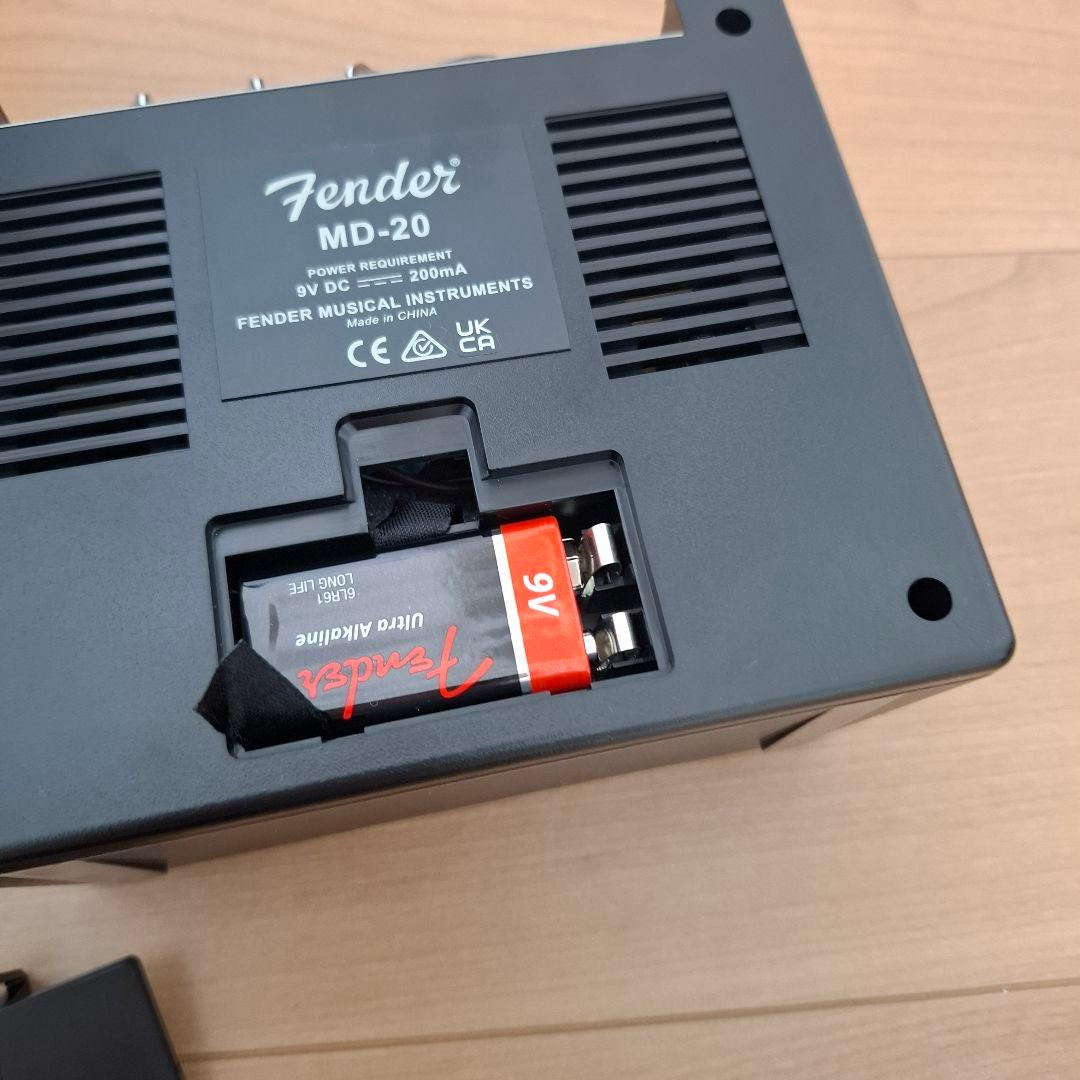 Fender®
MD-20
POWER REQUIREMENT
9V DC ⎓ 200mA
FENDER MUSICAL INSTRUMENTS
Made in CHINA
CE UK CA
9V
Fender
Ultra Alkaline
6LR61
LONG LIFE